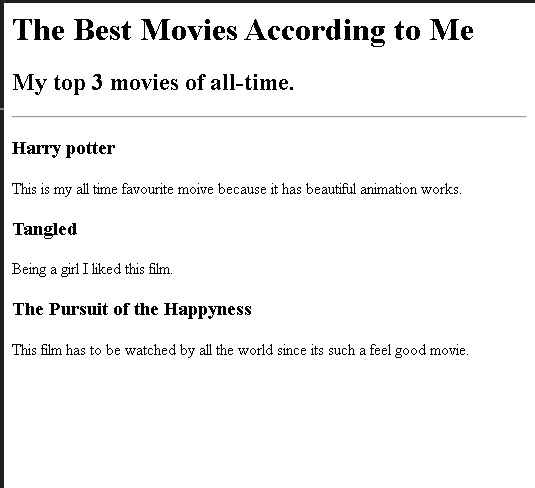 The Best Movies According to Me
My top 3 movies of all-time.
Harry potter
This is my all time favourite moive because it has beautiful animation works.
Tangled
Being a girl I liked this film.
The Pursuit of the Happyness
This film has to be watched by all the world since its such a feel good movie.